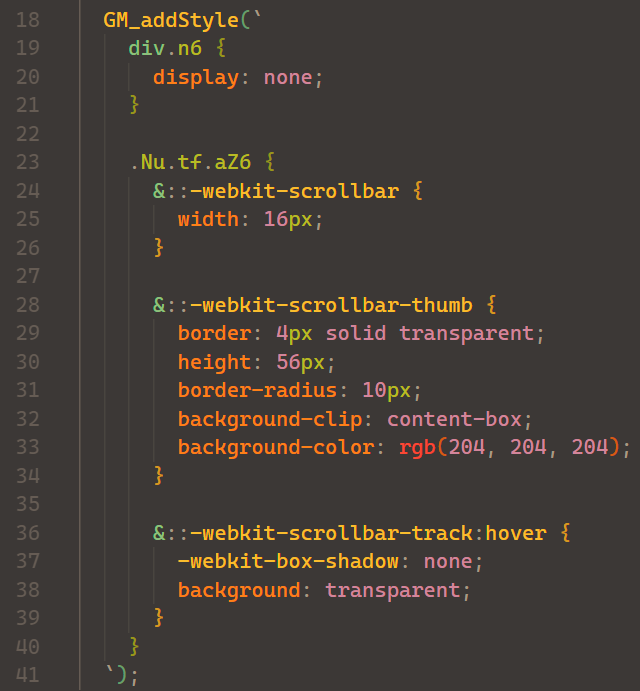 18 GM_addStyle(`
19   div.n6 {
20     display: none;
21   }
22
23   .Nu.tf.aZ6 {
24     &::-webkit-scrollbar {
25       width: 16px;
26     }
27
28     &::-webkit-scrollbar-thumb {
29       border: 4px solid transparent;
30       height: 56px;
31       border-radius: 10px;
32       background-clip: content-box;
33       background-color: rgb(204, 204, 204);
34     }
35
36     &::-webkit-scrollbar-track:hover {
37       -webkit-box-shadow: none;
38       background: transparent;
39     }
40   }
41 `);